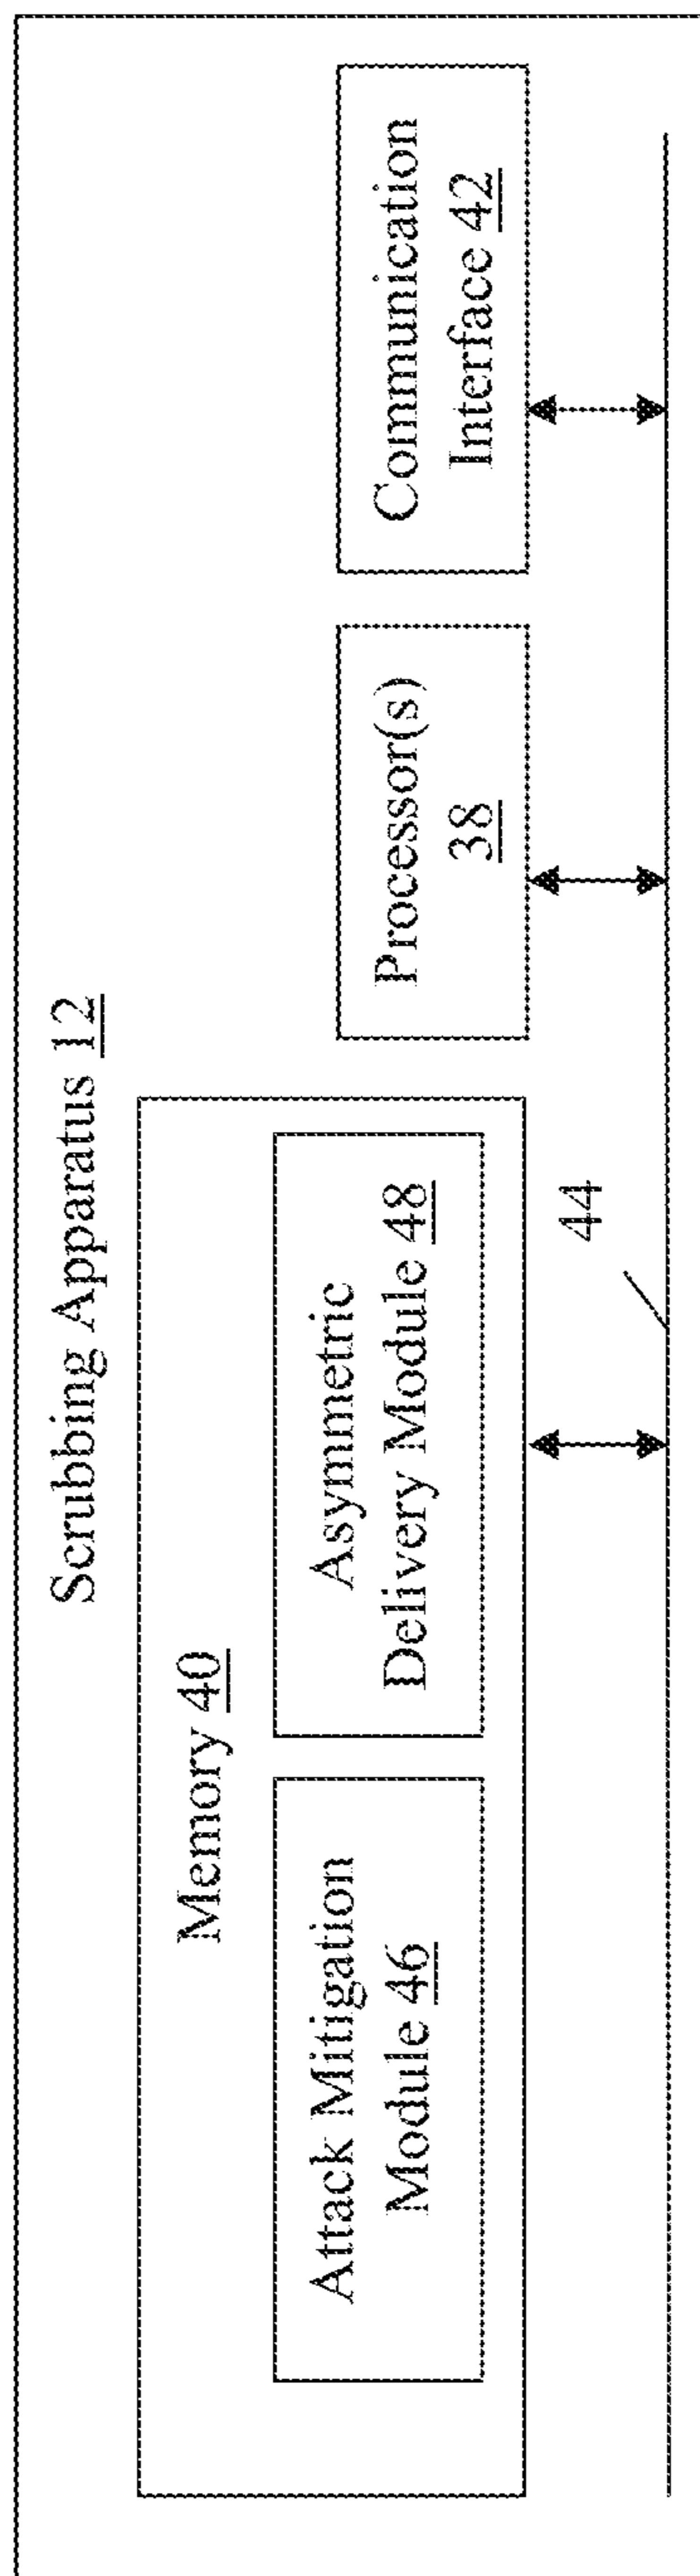 Scrubbing Apparatus 12
Memory 40
Attack Mitigation
Module 46
Asymmetric
Delivery Module 48
Processor(s)
38
Communication
Interface 42
44